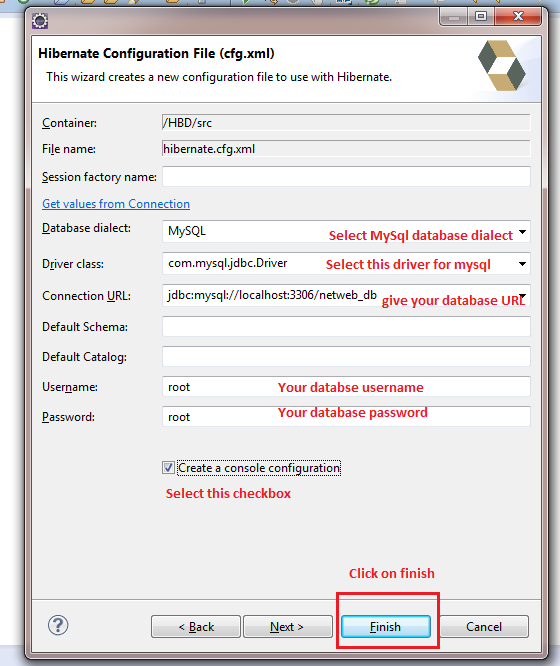 Hibernate Configuration File (cfg.xml)
This wizard creates a new configuration file to use with Hibernate.
Container: /HBD/src
File name: hibernate.cfg.xml
Session factory name:
Get values from Connection
Database dialect: MySQL Select MySql database dialect
Driver class: com.mysql.jdbc.Driver Select this driver for mysql
Connection URL: jdbc:mysql://localhost:3306/netweb_db give your database URL
Default Schema:
Default Catalog:
Username: root Your databse username
Password: root Your database password
Create a console configuration
Select this checkbox
Click on finish
? < Back Next > Finish Cancel